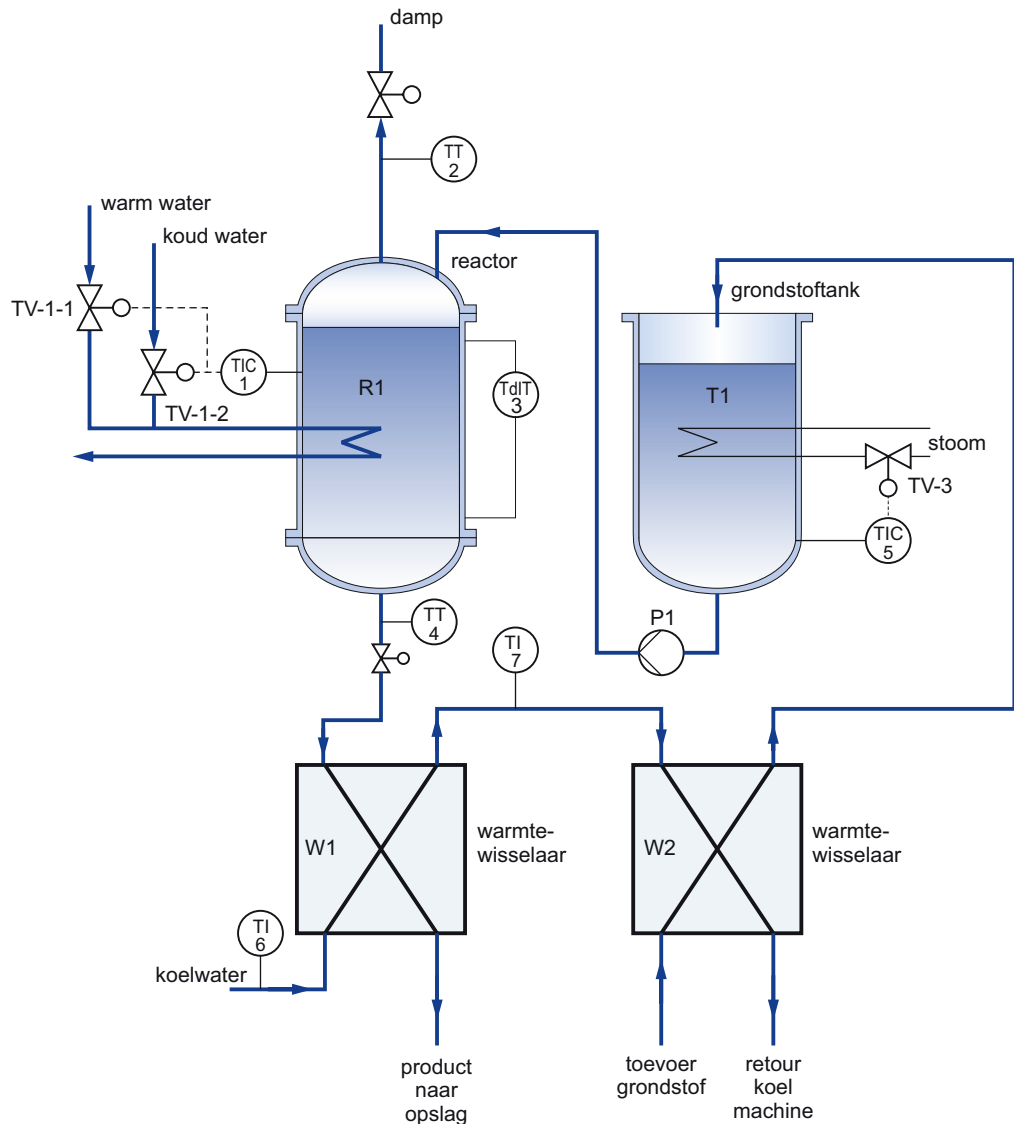 damp
TT
2
warm water
koud water
reactor
grondstoftank
TV-1-1
TIC
1
R1
TdIT
3
T1
TV-1-2
stoom
TV-3
TIC
5
TT
4
P1
TI
7
W1
warmte-
wisselaar
W2
warmte-
wisselaar
TI
6
koelwater
product
naar
opslag
toevoer
grondstof
retour
koel
machine